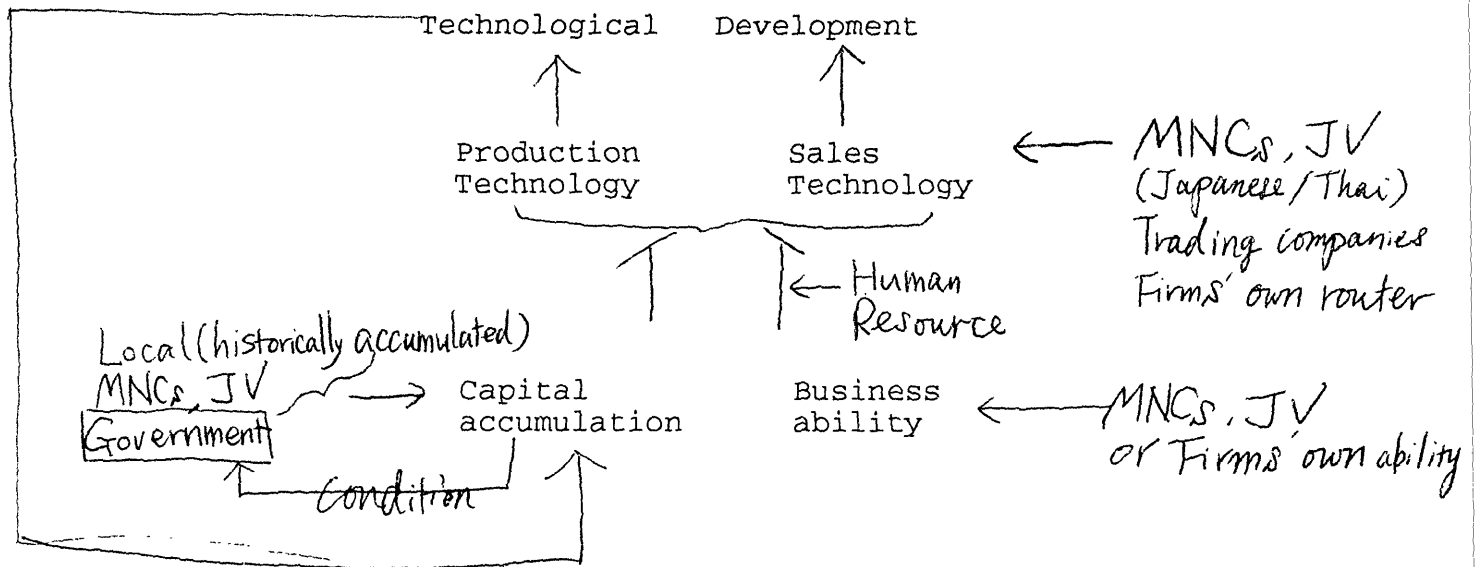 Technological Development
Production
Technology
Sales
Technology
MNCs, JV
(Japanese/Thai)
Trading companies
Firms' own router
Human
Resource
Local (historically accumulated)
MNCs, JV
Government
Capital
accumulation
Business
ability
MNCs, JV
or Firms' own ability
condition